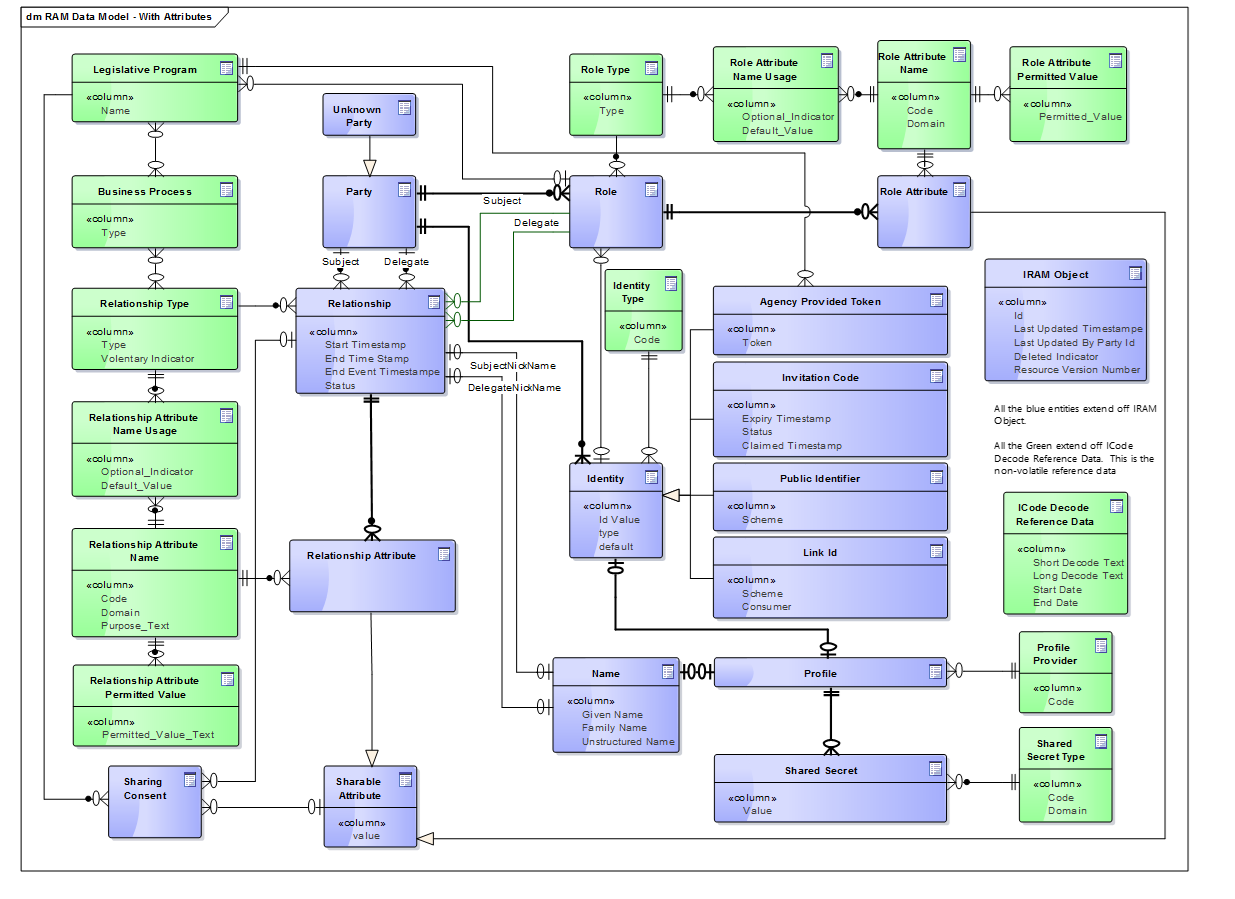 dm RAM Data Model - With Attributes
Legislative Program
«column»
Name
Business Process
«column»
Type
Relationship Type
«column»
Type
Volentary Indicator
Relationship Attribute
Name Usage
«column»
Optional_Indicator
Default_Value
Relationship Attribute
Name
«column»
Code
Domain
Purpose_Text
Relationship Attribute
Permitted Value
«column»
Permitted_Value_Text
Sharing
Consent
Unknown
Party
Party
Subject
Delegate
Relationship
«column»
Start Timestamp
End Time Stamp
End Event Timestampe
Status
Relationship Attribute
Sharable
Attribute
«column»
value
Subject
Delegate
SubjectNickName
DelegateNickName
Role Type
«column»
Type
Role
Identity
Type
«column»
Code
Identity
«column»
Id Value
type
default
Name
«column»
Given Name
Family Name
Unstructured Name
Role Attribute
Name Usage
«column»
Optional_Indicator
Default_Value
Role Attribute
Name
«column»
Code
Domain
Role Attribute
Permitted Value
«column»
Permitted_Value
Role Attribute
Agency Provided Token
«column»
Token
Invitation Code
«column»
Expiry Timestamp
Status
Claimed Timestamp
Public Identifier
«column»
Scheme
Link Id
«column»
Scheme
Consumer
Profile
Shared Secret
«column»
Value
IRAM Object
«column»
Id
Last Updated Timestampe
Last Updated By Party Id
Deleted Indicator
Resource Version Number
All the blue entities extend off IRAM
Object.
All the Green extend off ICode
Decode Reference Data.  This is the
non-volatile reference data
ICode Decode
Reference Data
«column»
Short Decode Text
Long Decode Text
Start Date
End Date
Profile
Provider
«column»
Code
Shared
Secret Type
«column»
Code
Domain